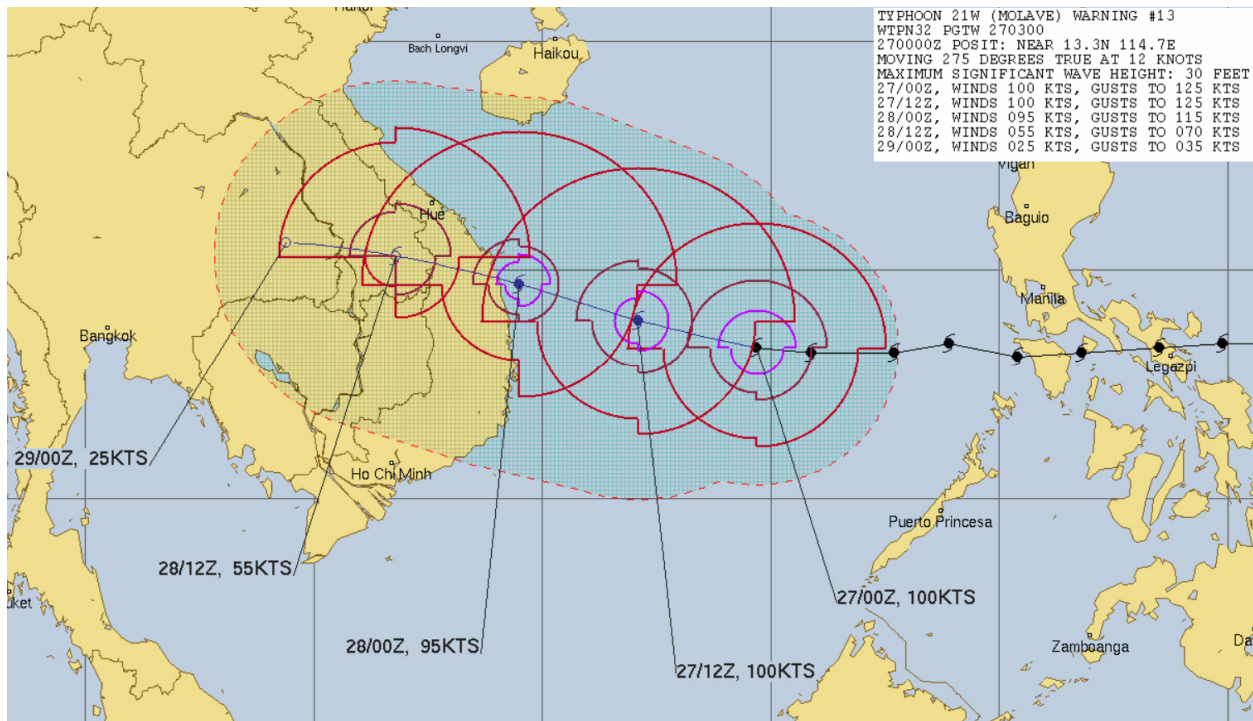 TYPHOON 21W (MOLAVE) WARNING #13
WTPN32 PGTW 270300
270000Z POSIT: NEAR 13.3N 114.7E
MOVING 275 DEGREES TRUE AT 12 KNOTS
MAXIMUM SIGNIFICANT WAVE HEIGHT: 30 FEET
27/00Z, WINDS 100 KTS, GUSTS TO 125 KTS
27/12Z, WINDS 100 KTS, GUSTS TO 125 KTS
28/00Z, WINDS 095 KTS, GUSTS TO 115 KTS
28/12Z, WINDS 055 KTS, GUSTS TO 070 KTS
29/00Z, WINDS 025 KTS, GUSTS TO 035 KTS
Bach Longvi
Haikou
Baguio
Hue
Manila
Bangkok
Legazpi
29/00Z, 25KTS
Ho Chi Minh
Puerto Princesa
28/12Z, 55KTS
27/00Z, 100KTS
28/00Z, 95KTS
Zamboanga
27/12Z, 100KTS